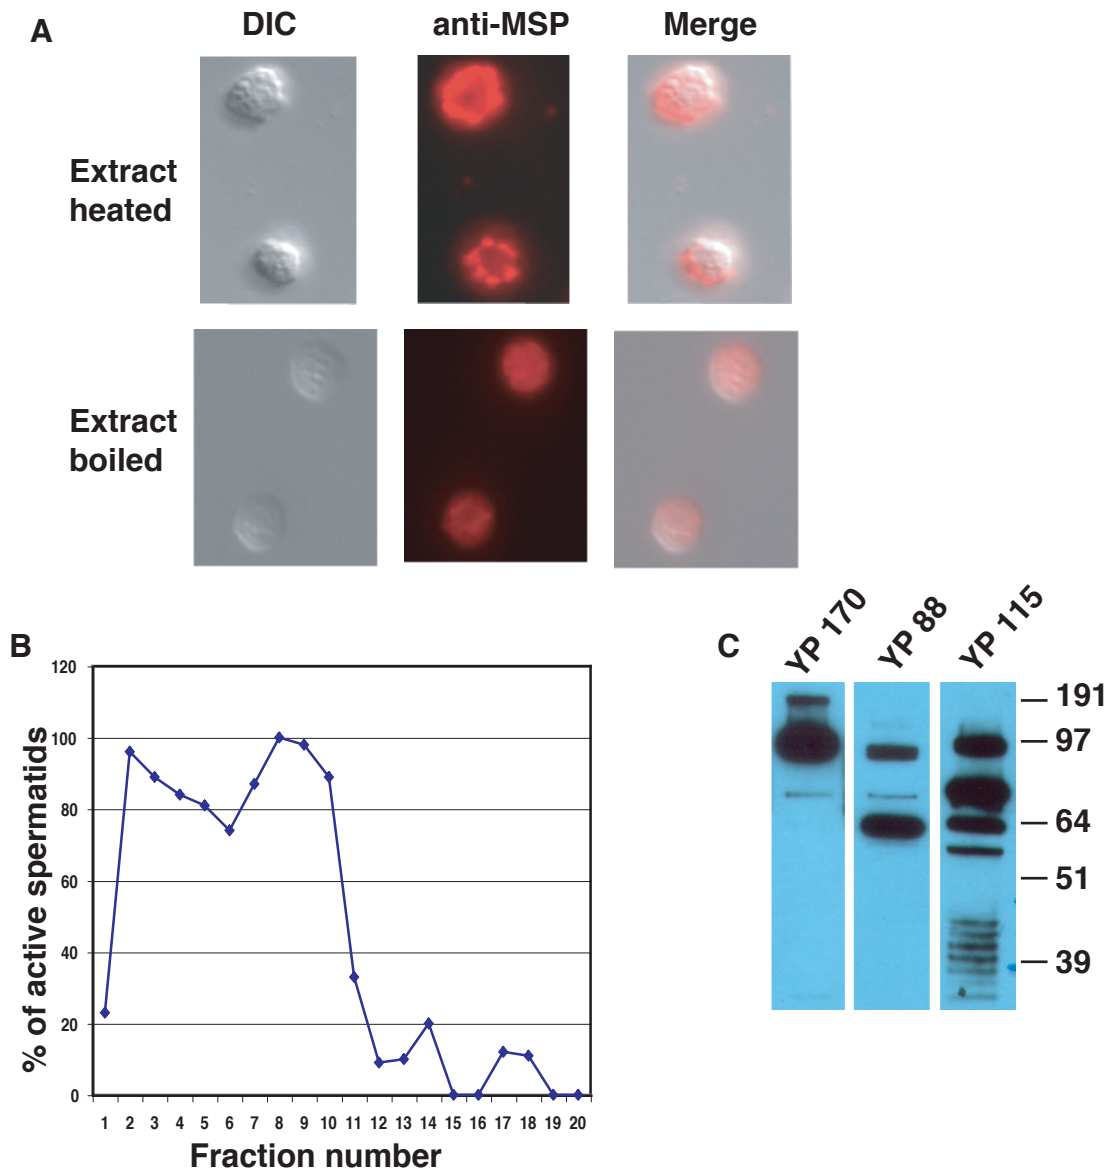 A
DIC
anti-MSP
Merge
Extract
heated
Extract
boiled
B
120
100
80
60
40
20
0
% of active spermatids
1 2 3 4 5 6 7 8 9 10 11 12 13 14 15 16 17 18 19 20
Fraction number
C
YP 170
YP 88
YP 115
191
97
64
51
39